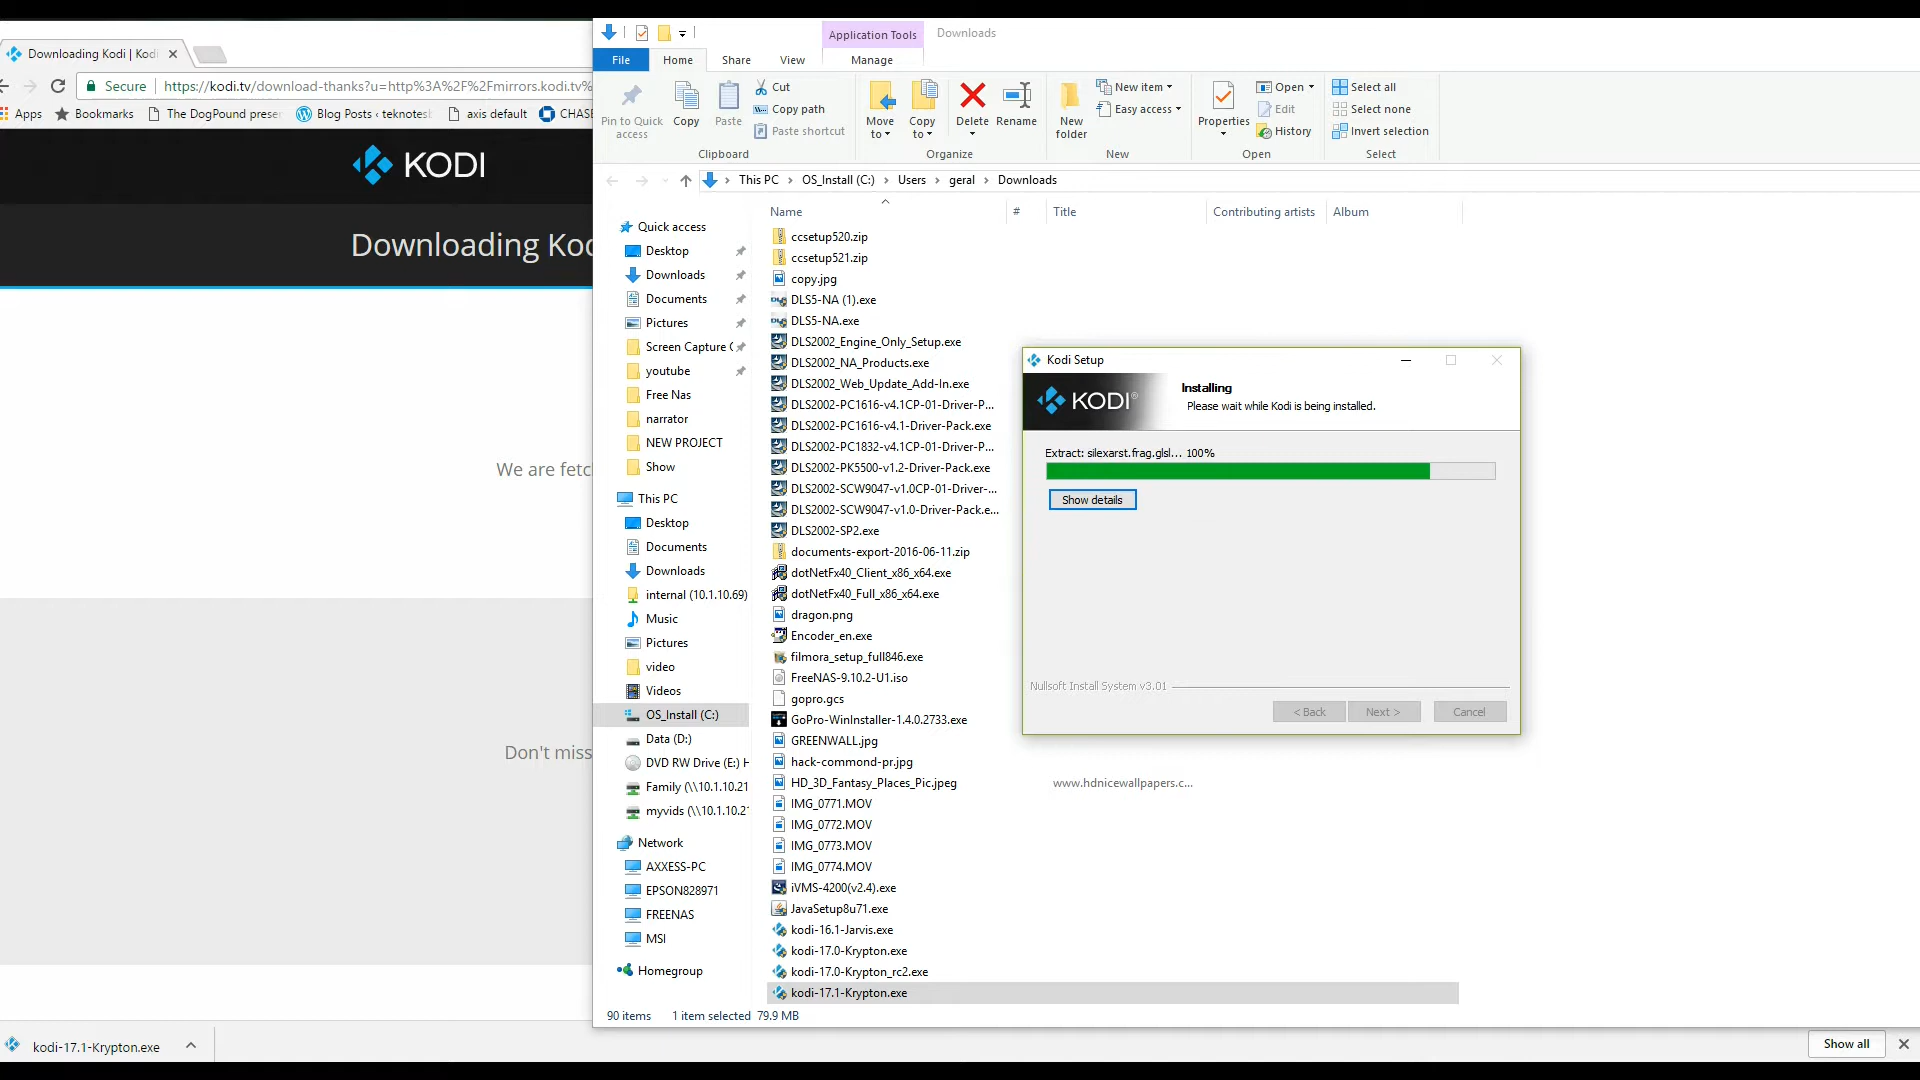 Downloading Kodi | Kodi
Secure
https://kodi.tv/download-thanks?u=http%3A%2F%2Fmirrors.kodi.tv%
Apps
Bookmarks
The DogPound preser
Blog Posts ‹ teknotes
axis default
CHASE
KODI
Downloading Kod
We are fetc
Don't miss
Application Tools
Downloads
File
Home
Share
View
Manage
Pin to Quick
access
Copy
Paste
Cut
Copy path
Paste shortcut
Clipboard
Move
to
Copy
to
Delete
Rename
Organize
New
folder
New item
Easy access
New
Properties
Open
Edit
History
Open
Select all
Select none
Invert selection
Select
This PC
OS_Install (C:)
Users
geral
Downloads
Name
#
Title
Contributing artists
Album
Quick access
Desktop
Downloads
Documents
Pictures
Screen Capture
youtube
Free Nas
narrator
NEW PROJECT
Show
This PC
Desktop
Documents
Downloads
internal (10.1.10.69)
Music
Pictures
video
Videos
OS_Install (C:)
Data (D:)
DVD RW Drive (E:) H
Family (\\10.1.10.21
myvids (\\10.1.10.21
Network
AXXESS-PC
EPSON828971
FREENAS
MSI
Homegroup
ccsetup520.zip
ccsetup521.zip
copy.jpg
DLS5-NA (1).exe
DLS5-NA.exe
DLS2002_Engine_Only_Setup.exe
DLS2002_NA_Products.exe
DLS2002_Web_Update_Add-In.exe
DLS2002-PC1616-v4.1CP-01-Driver-P...
DLS2002-PC1616-v4.1-Driver-Pack.exe
DLS2002-PC1832-v4.1CP-01-Driver-P...
DLS2002-PK5500-v1.2-Driver-Pack.exe
DLS2002-SCW9047-v1.0CP-01-Driver-...
DLS2002-SCW9047-v1.0-Driver-Pack.e...
DLS2002-SP2.exe
documents-export-2016-06-11.zip
dotNetFx40_Client_x86_x64.exe
dotNetFx40_Full_x86_x64.exe
dragon.png
Encoder_en.exe
filmora_setup_full846.exe
FreeNAS-9.10.2-U1.iso
gopro.gcs
GoPro-WinInstaller-1.4.0.2733.exe
GREENWALL.jpg
hack-commond-pr.jpg
HD_3D_Fantasy_Places_Pic.jpeg
www.hdnicewallpapers.c...
IMG_0771.MOV
IMG_0772.MOV
IMG_0773.MOV
IMG_0774.MOV
iVMS-4200(v2.4).exe
JavaSetup8u71.exe
kodi-16.1-Jarvis.exe
kodi-17.0-Krypton.exe
kodi-17.0-Krypton_rc2.exe
kodi-17.1-Krypton.exe
Kodi Setup
KODI®
Installing
Please wait while Kodi is being installed.
Extract: silexarst.frag.glsl... 100%
Show details
Nullsoft Install System v3.01
< Back
Next >
Cancel
90 items
1 item selected 79.9 MB
kodi-17.1-Krypton.exe
Show all